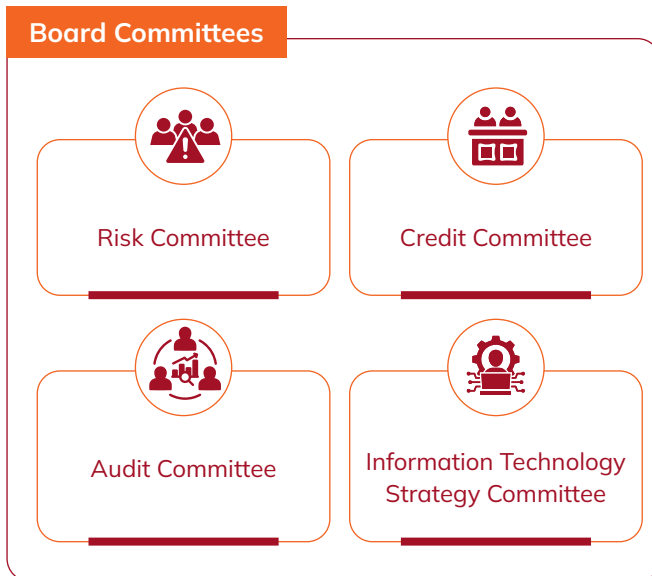 Board Committees
Risk Committee
Credit Committee
Audit Committee
Information Technology
Strategy Committee